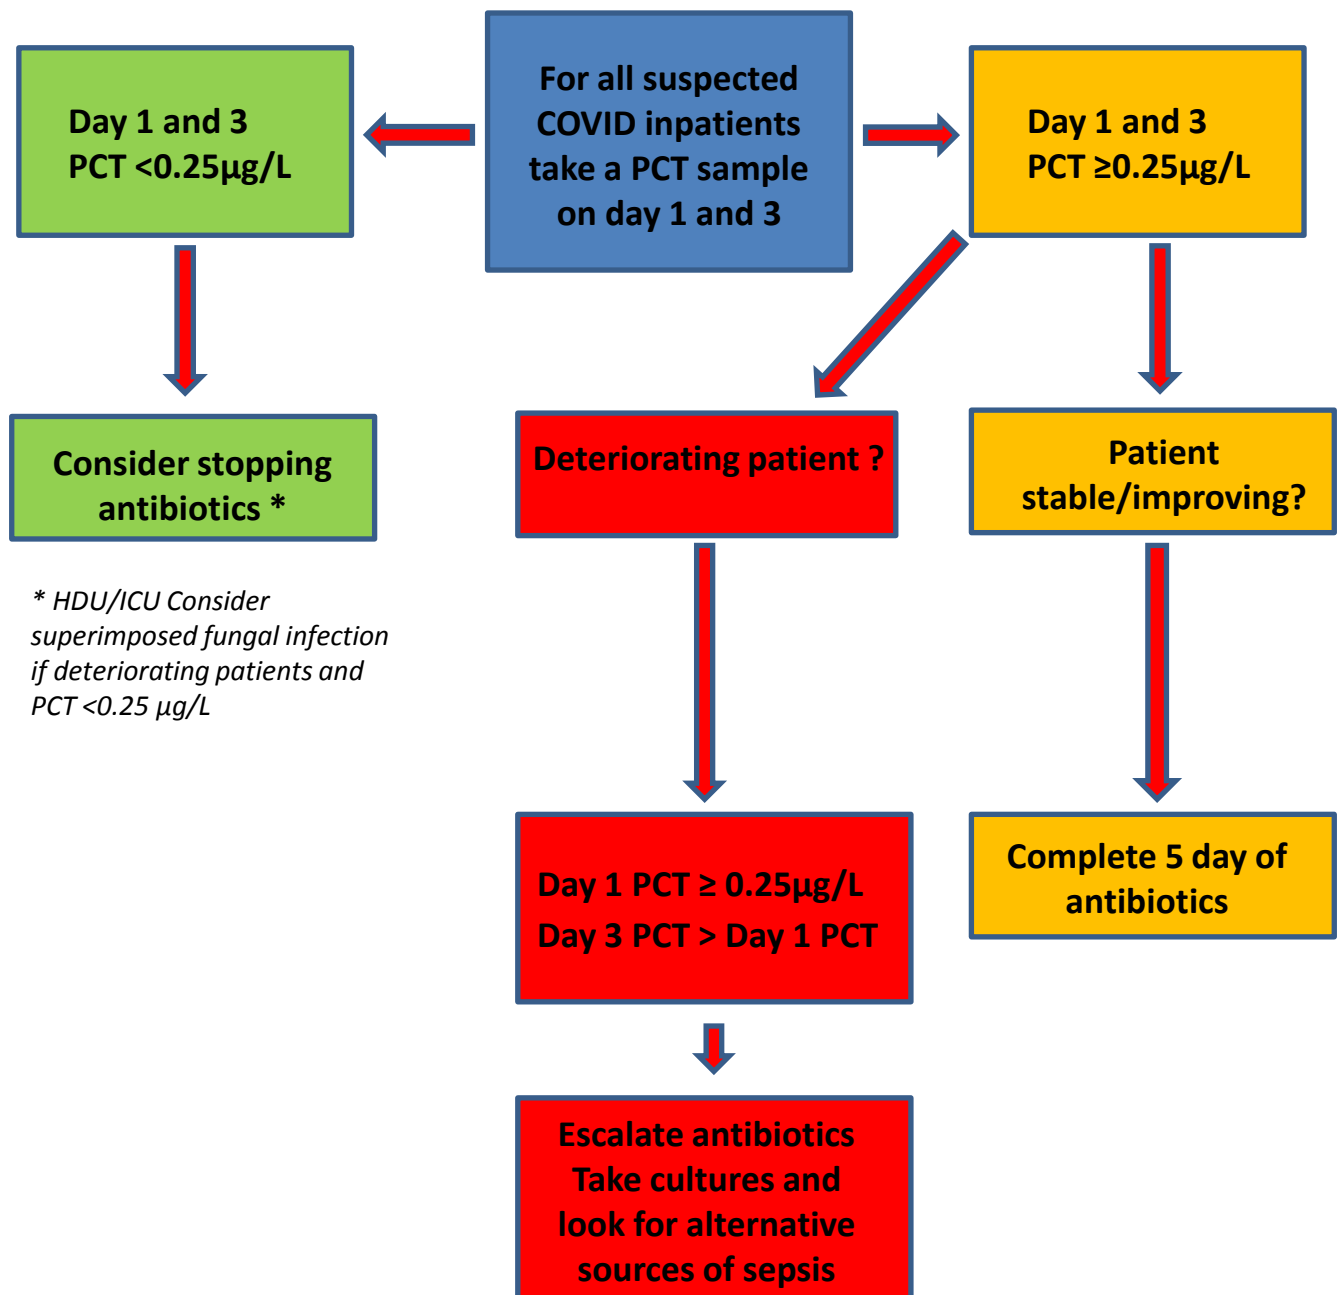 For all suspected
COVID inpatients
take a PCT sample
on day 1 and 3
Day 1 and 3
PCT <0.25µg/L
Day 1 and 3
PCT ≥0.25µg/L
Consider stopping
antibiotics *
* HDU/ICU Consider
superimposed fungal infection
if deteriorating patients and
PCT <0.25 µg/L
Deteriorating patient ?
Patient
stable/improving?
Day 1 PCT ≥ 0.25µg/L
Day 3 PCT > Day 1 PCT
Complete 5 day of
antibiotics
Escalate antibiotics
Take cultures and
look for alternative
sources of sepsis